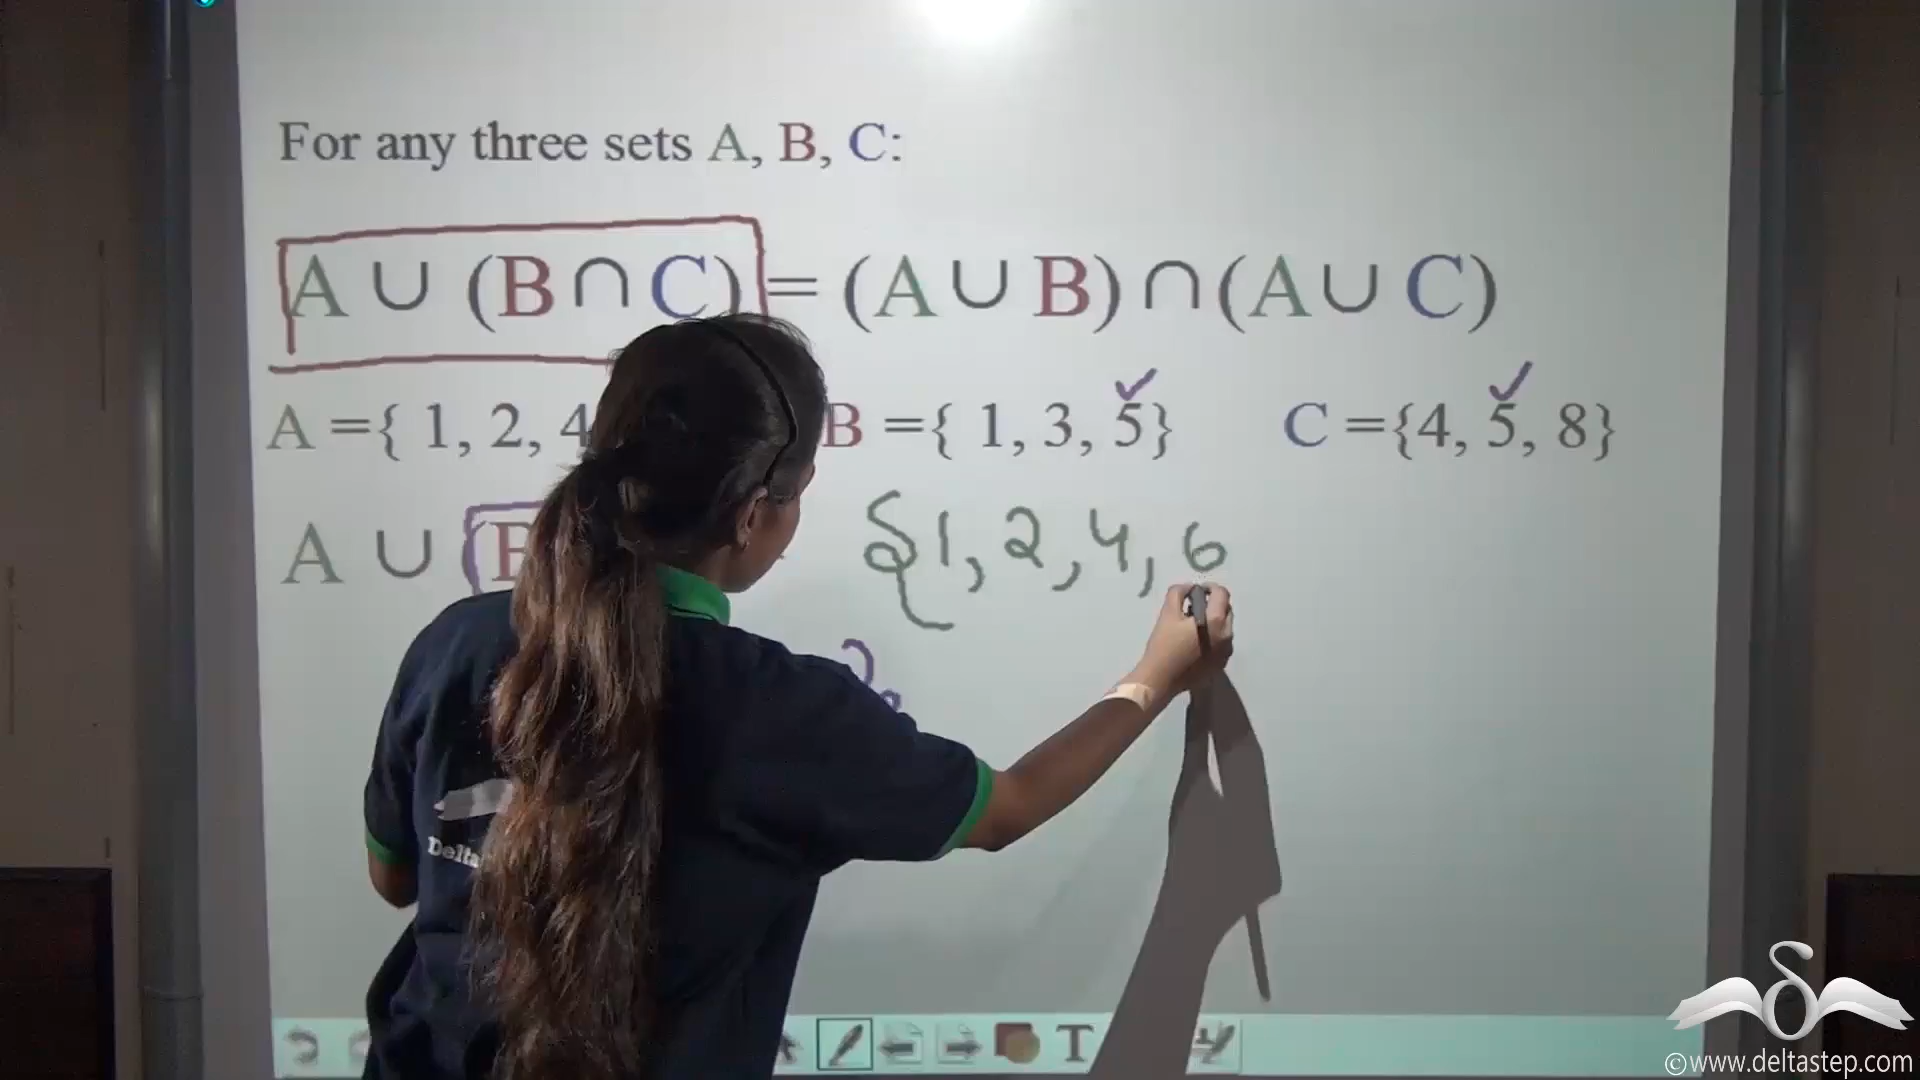 For any three sets A, B, C:
A ∪ (B ∩ C) = (A ∪ B) ∩ (A ∪ C)
A ={ 1, 2, 4 B ={ 1, 3, 5} C ={4, 5, 8}
A ∪ (B {1, 2, 4, 6
Delta
T
©www.deltastep.com